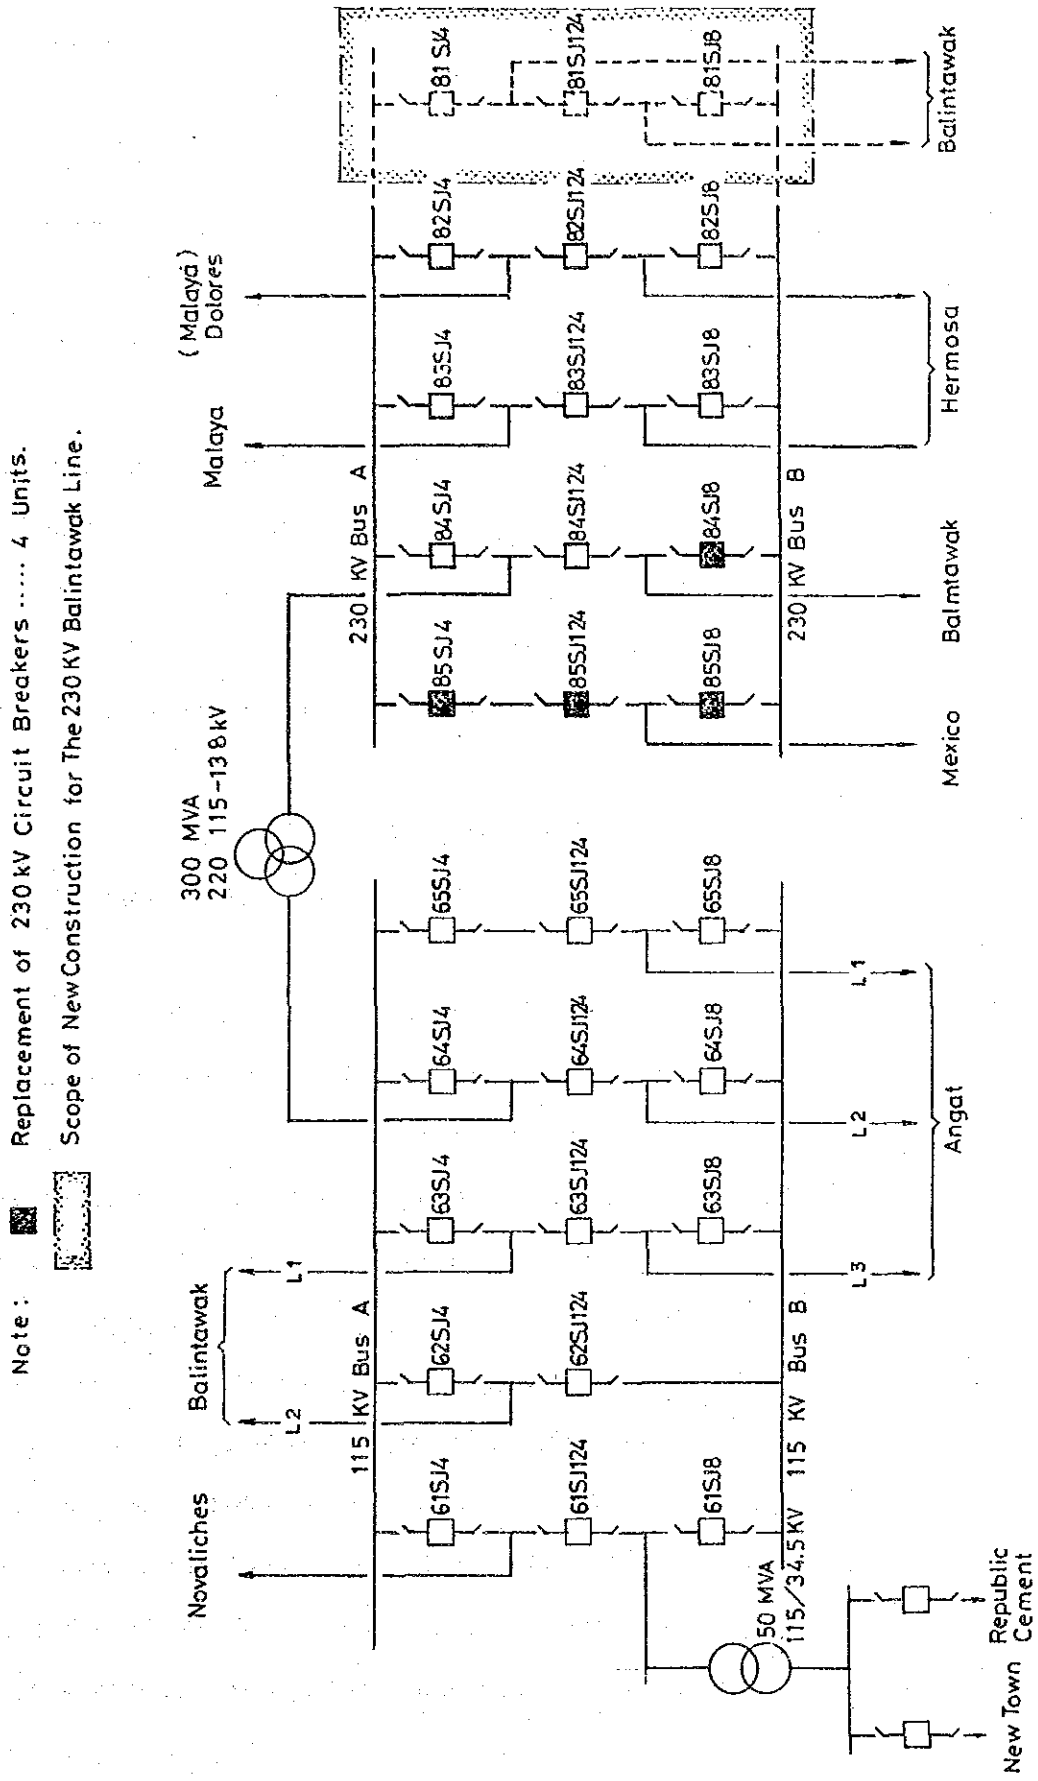 Note :
Replacement of 230 kV Circuit Breakers ..... 4 Units.
Scope of New Construction for The 230 KV Balintawak Line.
Novaliches
Balintawak
L2
L1
300 MVA
220 115-13 8 kV
Malaya
(Malaya)
Dolores
115 KV Bus A
230 KV Bus A
61SJ4
62SJ4
63SJ4
64SJ4
65SJ4
85SJ4
84SJ4
83SJ4
82SJ4
81SJ4
61SJ124
62SJ124
63SJ124
64SJ124
65SJ124
85SJ124
84SJ124
83SJ124
82SJ124
81SJ124
61SJ8
63SJ8
64SJ8
65SJ8
85SJ8
84SJ8
83SJ8
82SJ8
81SJ8
50 MVA
115/34.5 KV
115 KV Bus B
230 KV Bus B
L3
L2
L1
Angat
Mexico
Balmtawak
Hermosa
Balintawak
New Town
Republic
Cement